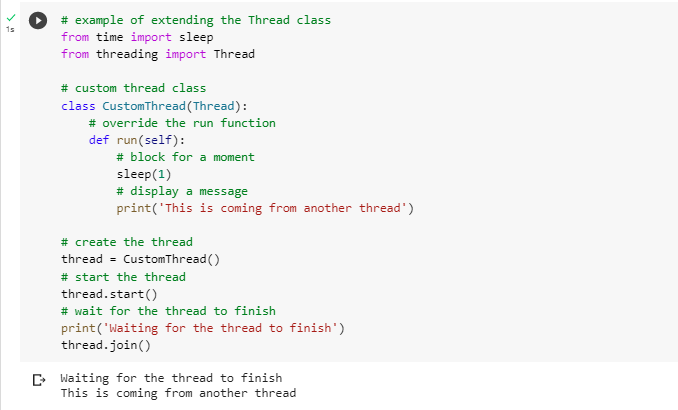 1s
# example of extending the Thread class
from time import sleep
from threading import Thread

# custom thread class
class CustomThread(Thread):
    # override the run function
    def run(self):
        # block for a moment
        sleep(1)
        # display a message
        print('This is coming from another thread')

# create the thread
thread = CustomThread()
# start the thread
thread.start()
# wait for the thread to finish
print('Waiting for the thread to finish')
thread.join()

Waiting for the thread to finish
This is coming from another thread